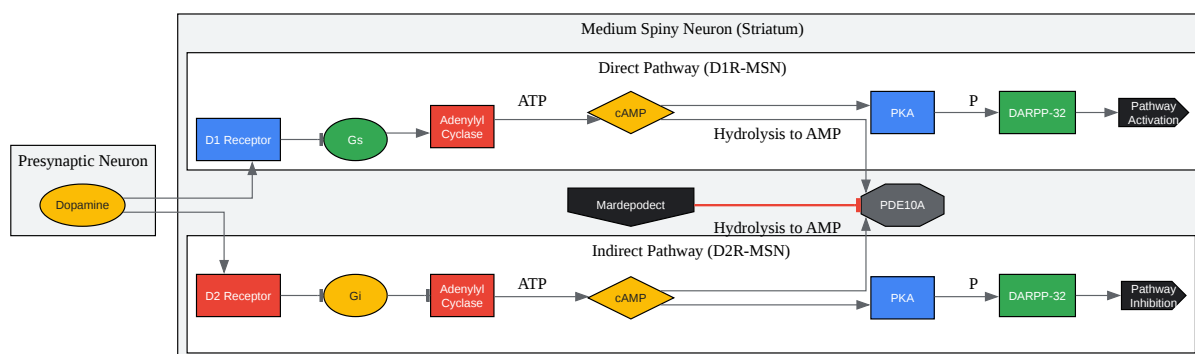 Medium Spiny Neuron (Striatum)
Direct Pathway (D1R-MSN)
D1 Receptor
Gs
Adenylyl
Cyclase
ATP
cAMP
Hydrolysis to AMP
PKA
P
DARPP-32
Pathway
Activation
Presynaptic Neuron
Dopamine
Mardepodect
PDE10A
Hydrolysis to AMP
Indirect Pathway (D2R-MSN)
D2 Receptor
Gi
Adenylyl
Cyclase
ATP
cAMP
PKA
P
DARPP-32
Pathway
Inhibition